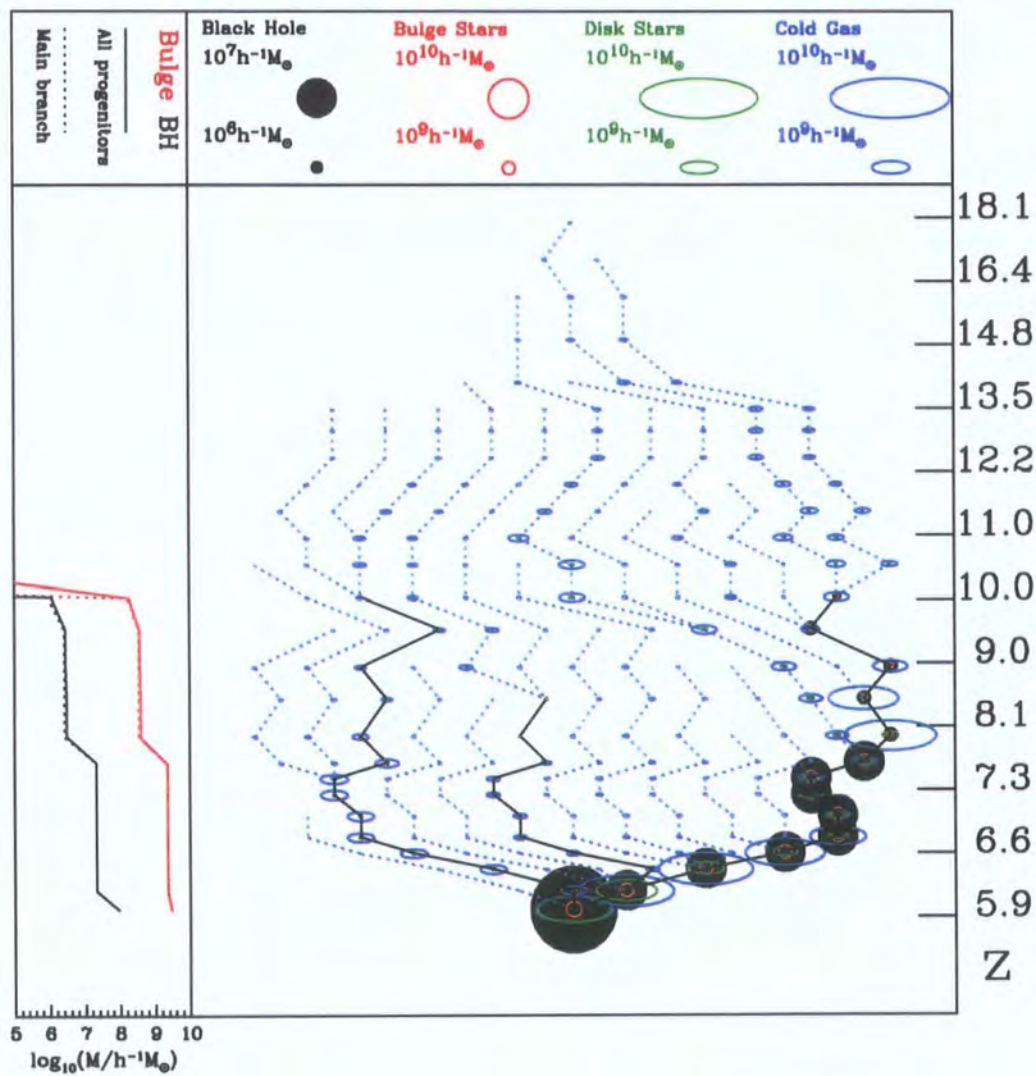 Bulge BH
All progenitors
Main branch
Black Hole
10⁷h⁻¹M⊙
10⁶h⁻¹M⊙
Bulge Stars
10¹⁰h⁻¹M⊙
10⁹h⁻¹M⊙
Disk Stars
10¹⁰h⁻¹M⊙
10⁹h⁻¹M⊙
Cold Gas
10¹⁰h⁻¹M⊙
10⁹h⁻¹M⊙
18.1
16.4
14.8
13.5
12.2
11.0
10.0
9.0
8.1
7.3
6.6
5.9
Z
5 6 7 8 9 10
log₁₀(M/h⁻¹M⊙)